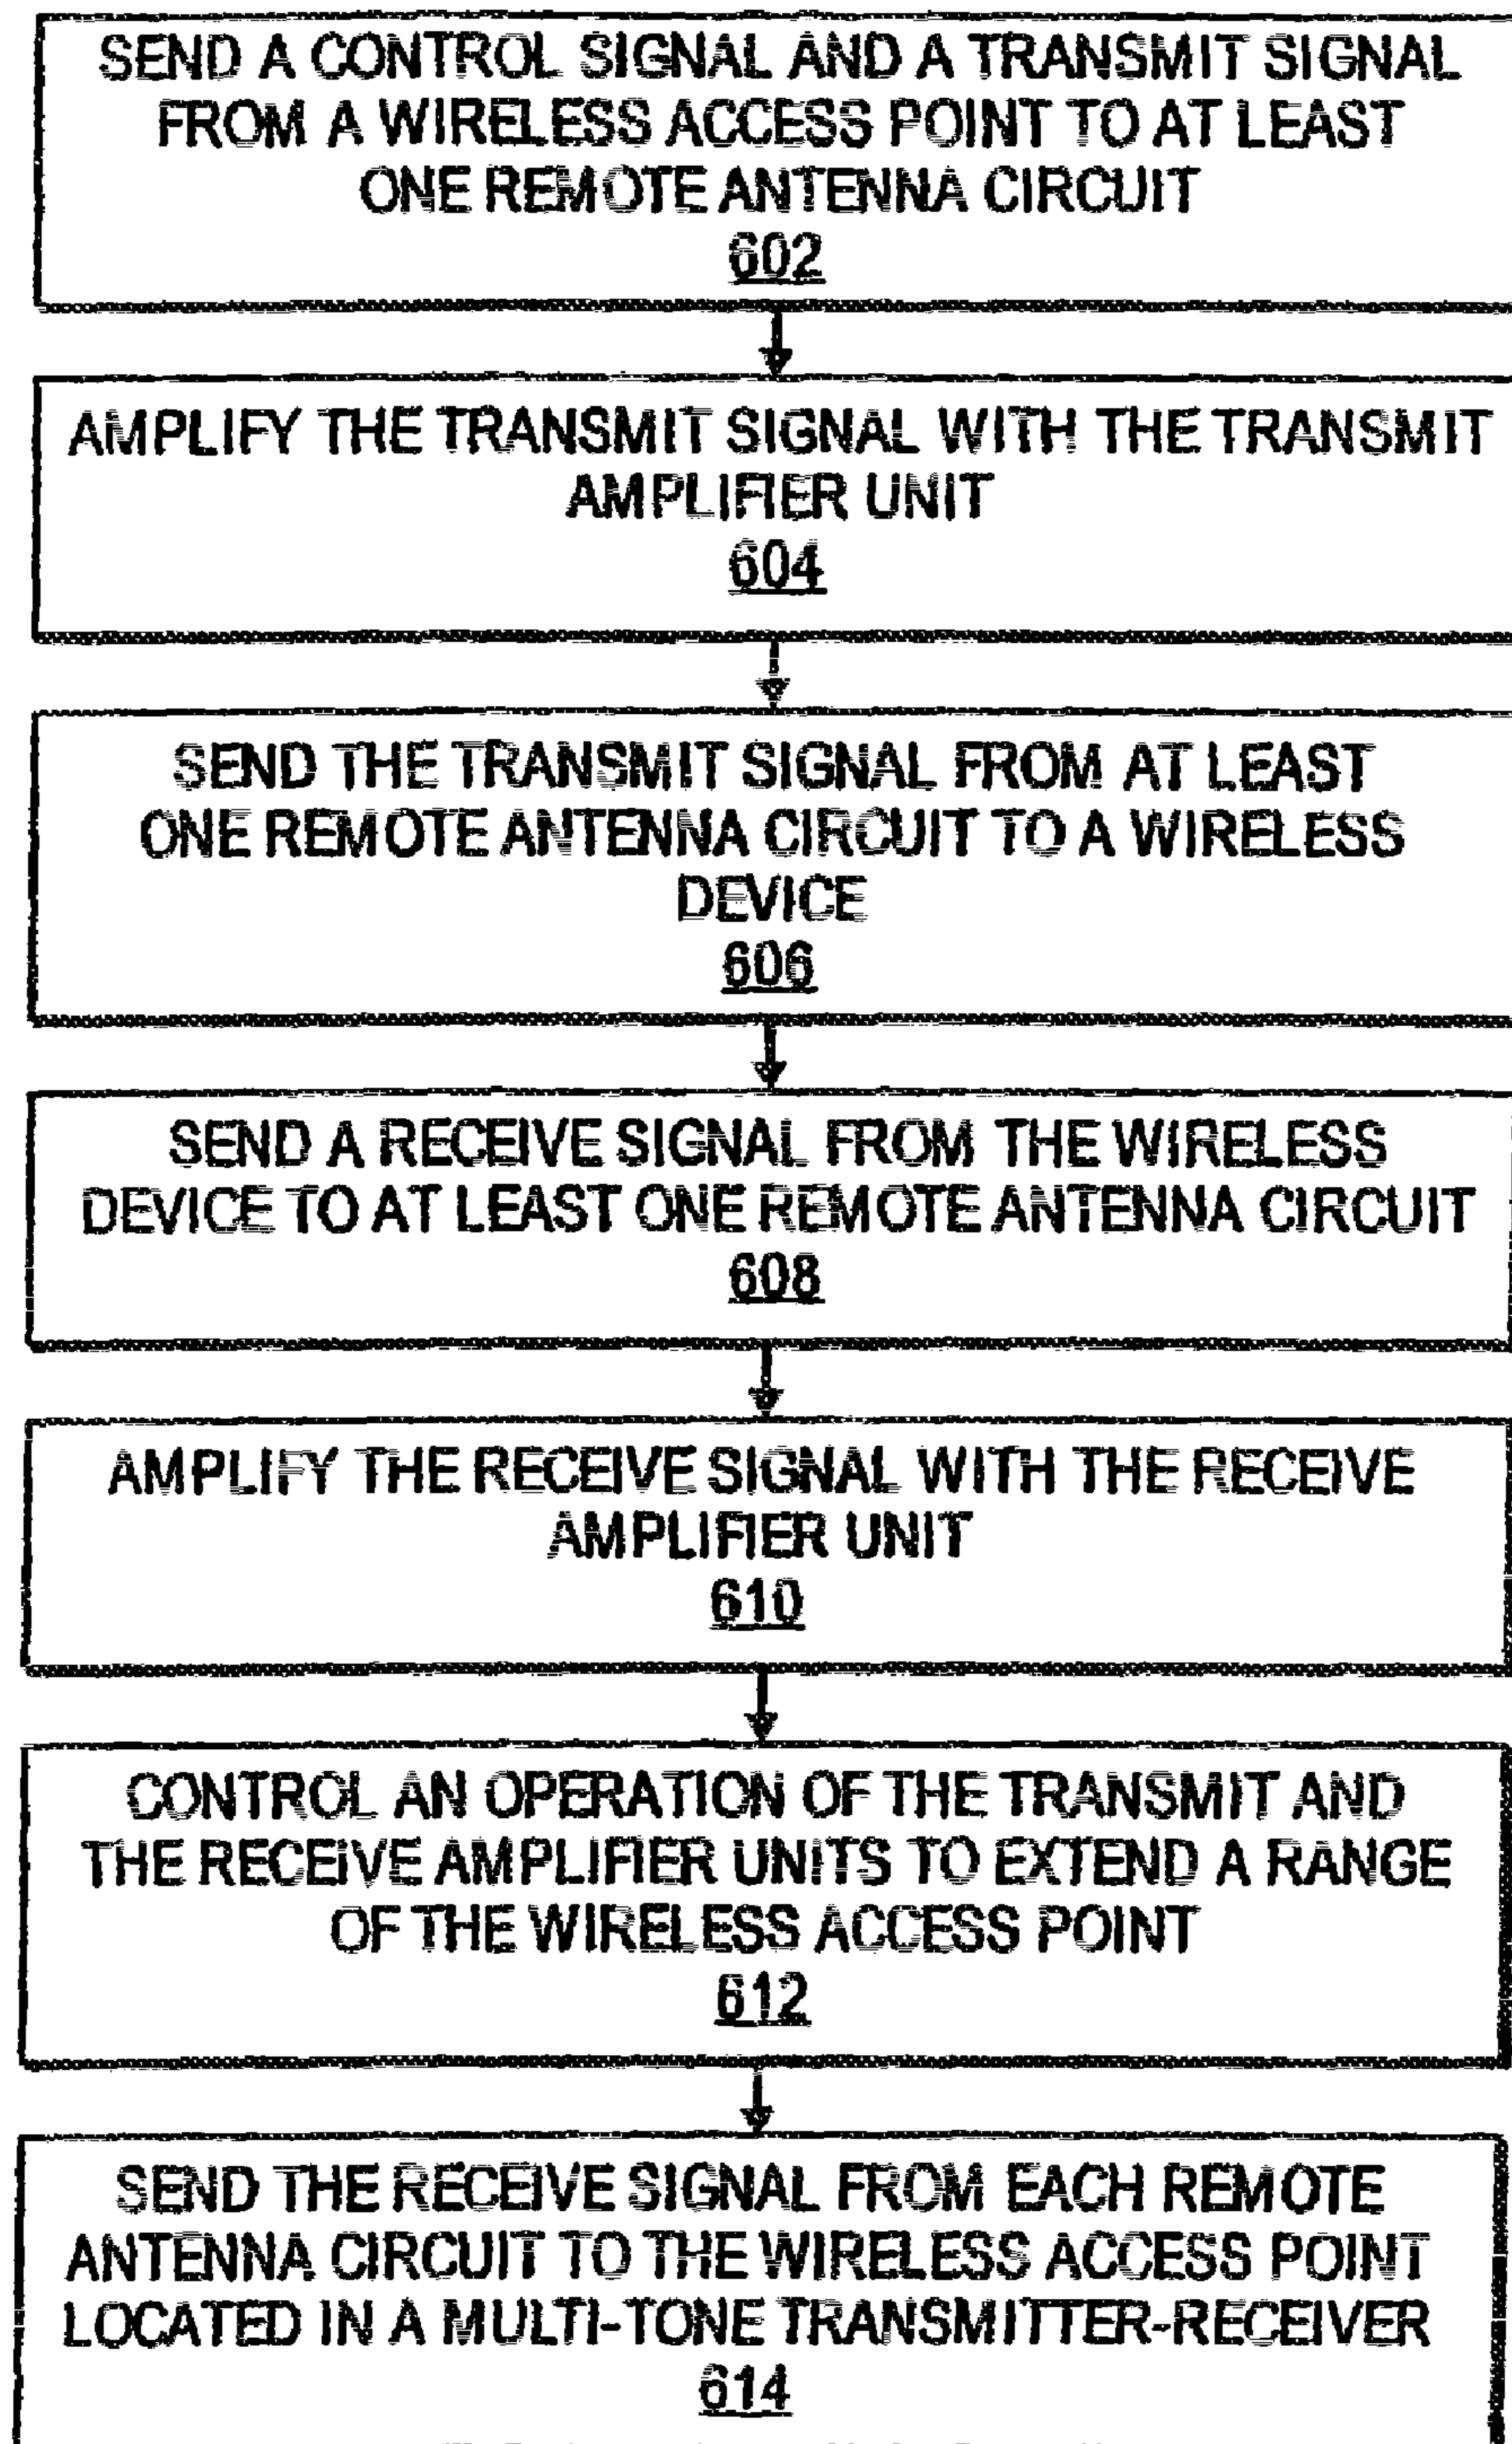 SEND A CONTROL SIGNAL AND A TRANSMIT SIGNAL
FROM A WIRELESS ACCESS POINT TO AT LEAST
ONE REMOTE ANTENNA CIRCUIT
602
AMPLIFY THE TRANSMIT SIGNAL WITH THE TRANSMIT
AMPLIFIER UNIT
604
SEND THE TRANSMIT SIGNAL FROM AT LEAST
ONE REMOTE ANTENNA CIRCUIT TO A WIRELESS
DEVICE
606
SEND A RECEIVE SIGNAL FROM THE WIRELESS
DEVICE TO AT LEAST ONE REMOTE ANTENNA CIRCUIT
608
AMPLIFY THE RECEIVE SIGNAL WITH THE RECEIVE
AMPLIFIER UNIT
610
CONTROL AN OPERATION OF THE TRANSMIT AND
THE RECEIVE AMPLIFIER UNITS TO EXTEND A RANGE
OF THE WIRELESS ACCESS POINT
612
SEND THE RECEIVE SIGNAL FROM EACH REMOTE
ANTENNA CIRCUIT TO THE WIRELESS ACCESS POINT
LOCATED IN A MULTI-TONE TRANSMITTER-RECEIVER
614